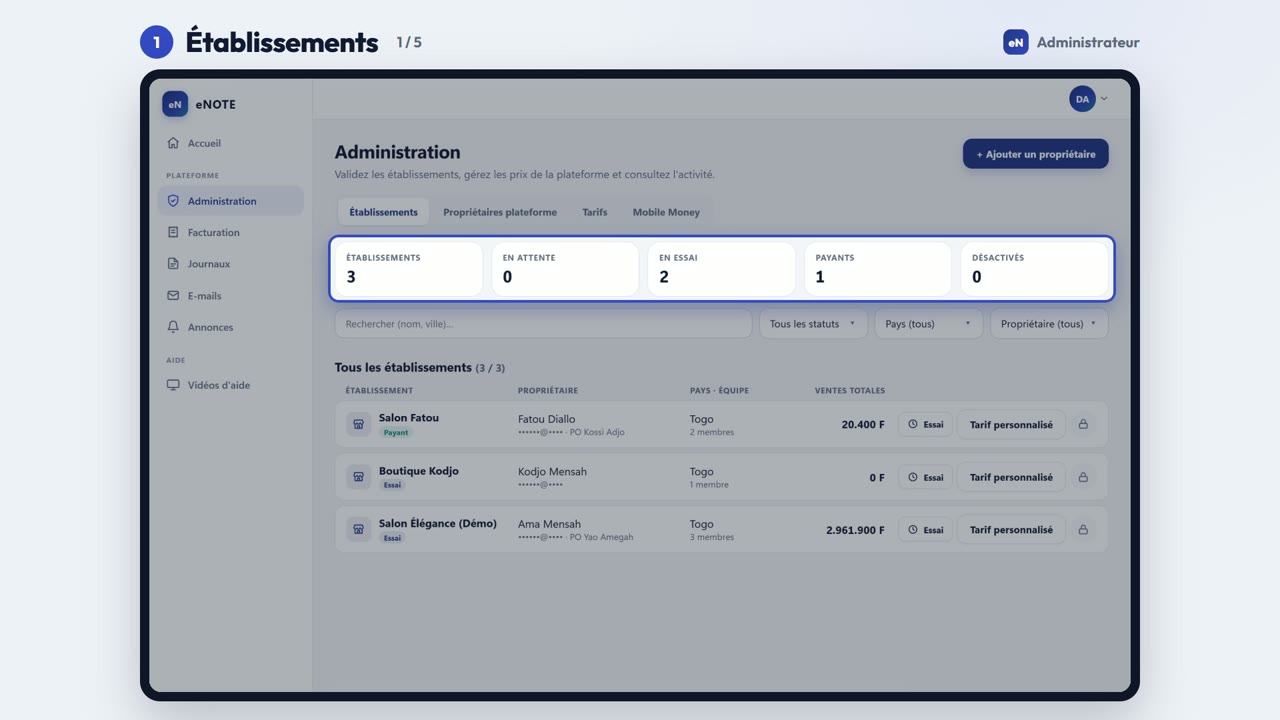 1 Établissements 1 / 5
eN Administrateur
eN eNOTE
DA
Accueil
PLATEFORME
Administration
Facturation
Journaux
E-mails
Annonces
AIDE
Vidéos d'aide
Administration
+ Ajouter un propriétaire
Validez les établissements, gérez les prix de la plateforme et consultez l'activité.
Établissements Propriétaires plateforme Tarifs Mobile Money
ÉTABLISSEMENTS EN ATTENTE EN ESSAI PAYANTS DÉSACTIVÉS
3 0 2 1 0
Rechercher (nom, ville)... Tous les statuts Pays (tous) Propriétaire (tous)
Tous les établissements (3 / 3)
ÉTABLISSEMENT PROPRIÉTAIRE PAYS · ÉQUIPE VENTES TOTALES
Salon Fatou Fatou Diallo Togo 20.400 F Essai Tarif personnalisé
Payant ••••••@•••• · PO Kossi Adjo 2 membres
Boutique Kodjo Kodjo Mensah Togo 0 F Essai Tarif personnalisé
Essai ••••••@•••• 1 membre
Salon Élégance (Démo) Ama Mensah Togo 2.961.900 F Essai Tarif personnalisé
Essai ••••••@•••• · PO Yao Amegah 3 membres